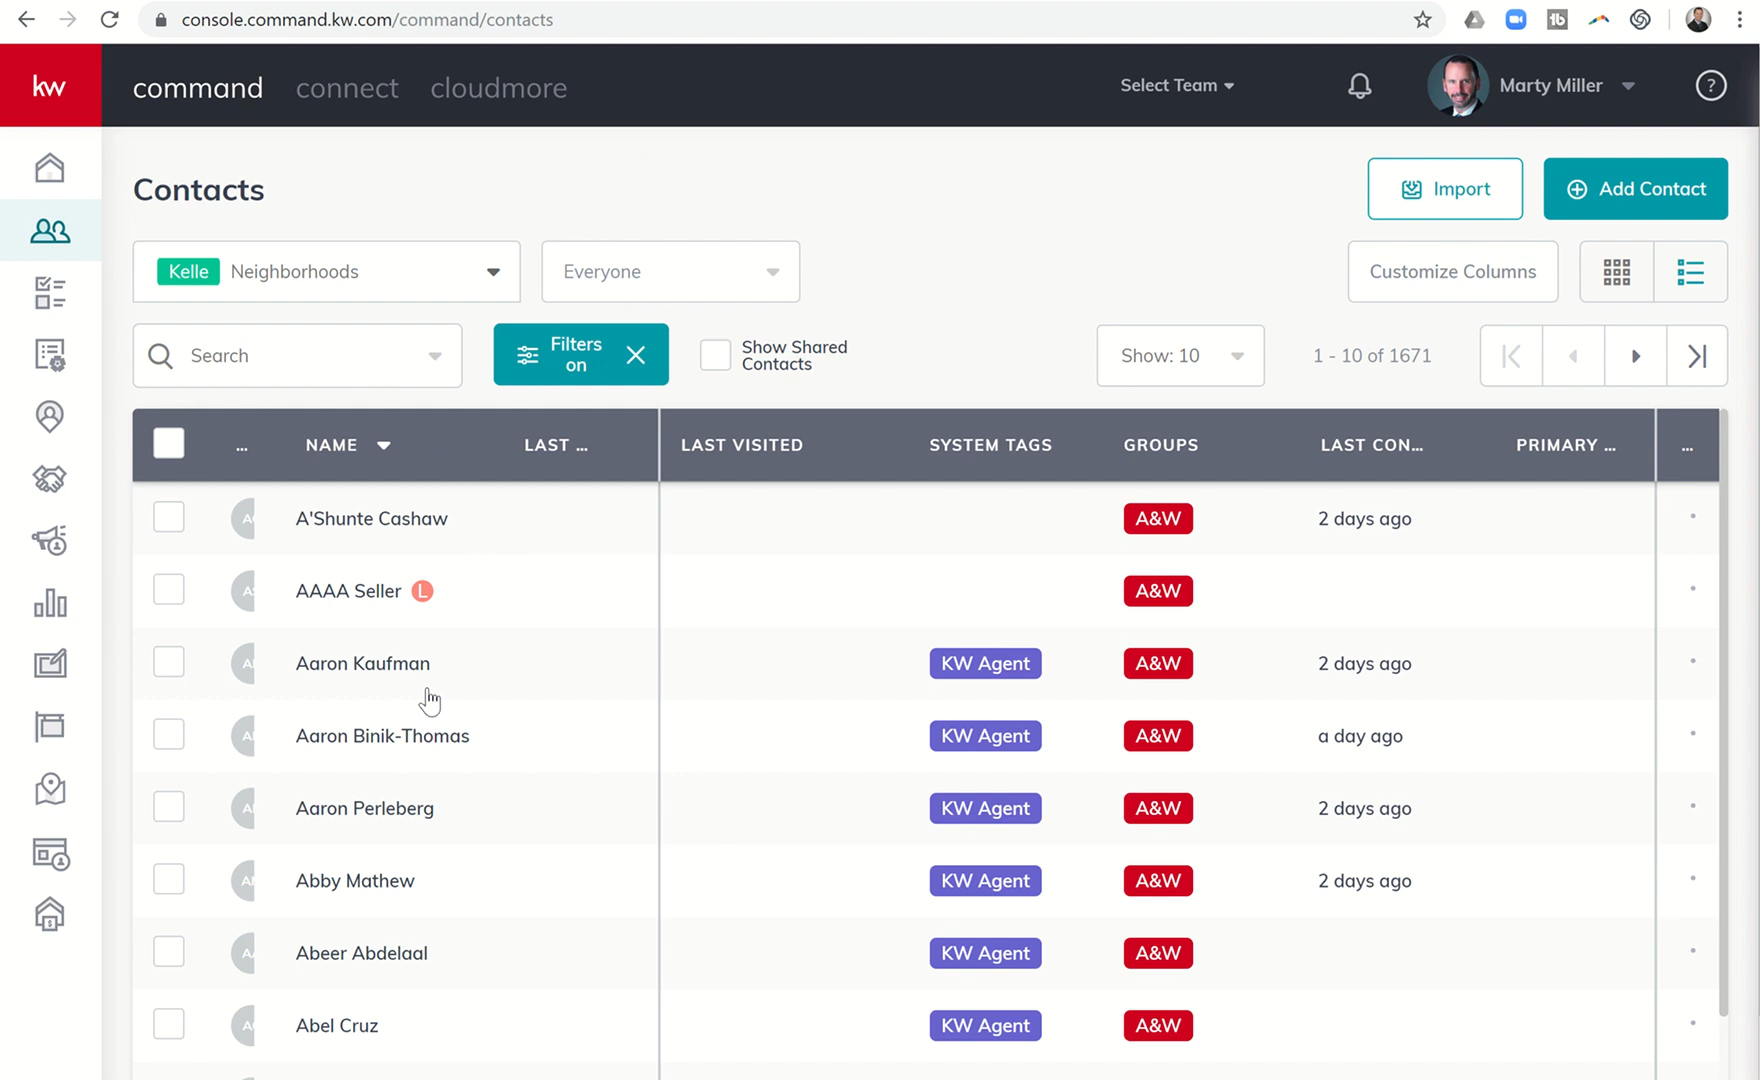 console.command.kw.com/command/contacts
kw
command connect cloudmore
Select Team
Marty Miller
?
Contacts
Import
Add Contact
Kelle Neighborhoods
Everyone
Customize Columns
Search
Filters
on
Show Shared
Contacts
Show: 10
1 - 10 of 1671
... NAME LAST ... LAST VISITED SYSTEM TAGS GROUPS LAST CON... PRIMARY ... ...
A'Shunte Cashaw A&W 2 days ago
AAAA Seller L A&W
Aaron Kaufman KW Agent A&W 2 days ago
Aaron Binik-Thomas KW Agent A&W a day ago
Aaron Perleberg KW Agent A&W 2 days ago
Abby Mathew KW Agent A&W 2 days ago
Abeer Abdelaal KW Agent A&W
Abel Cruz KW Agent A&W